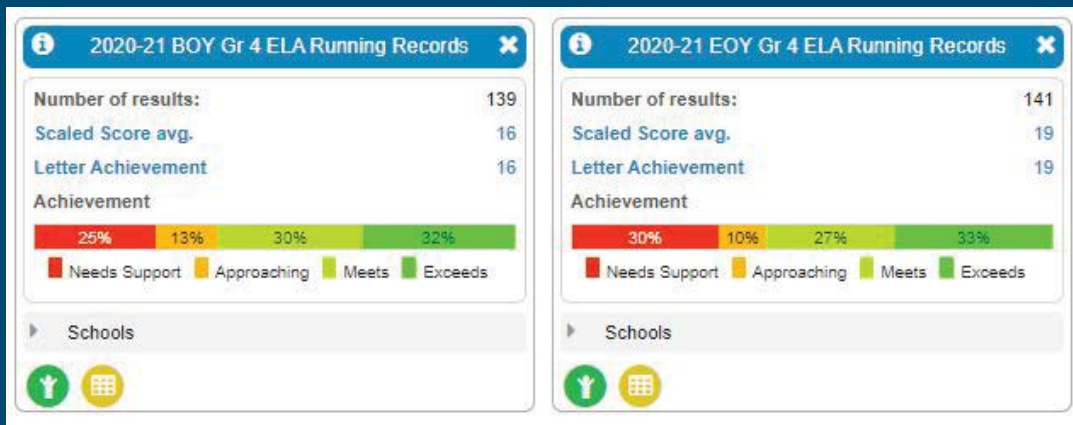 2020-21 BOY Gr 4 ELA Running Records
Number of results: 139
Scaled Score avg. 16
Letter Achievement 16
Achievement
25% 13% 30% 32%
Needs Support Approaching Meets Exceeds
Schools
2020-21 EOY Gr 4 ELA Running Records
Number of results: 141
Scaled Score avg. 19
Letter Achievement 19
Achievement
30% 10% 27% 33%
Needs Support Approaching Meets Exceeds
Schools